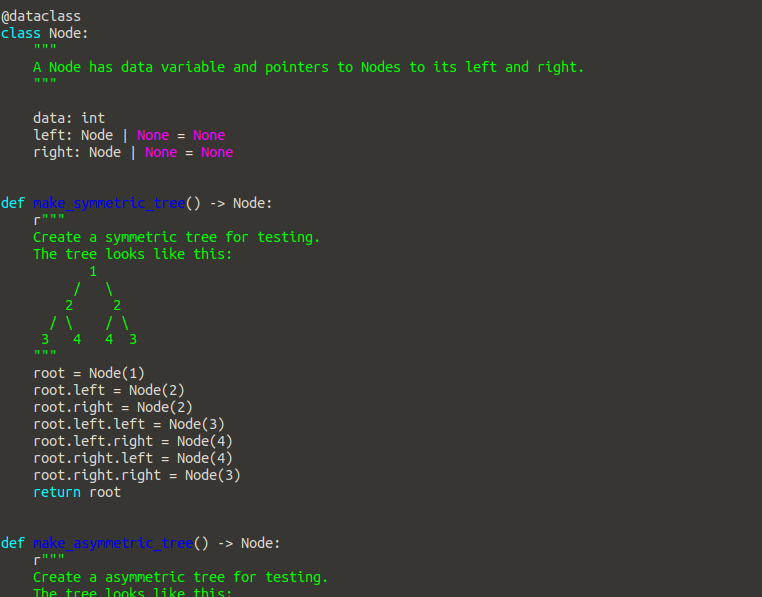 @dataclass
class Node:
    """
    A Node has data variable and pointers to Nodes to its left and right.
    """

    data: int
    left: Node | None = None
    right: Node | None = None


def make_symmetric_tree() -> Node:
    r"""
    Create a symmetric tree for testing.
    The tree looks like this:
           1
         /   \
        2     2
      / \    / \
     3   4   4  3
    """
    root = Node(1)
    root.left = Node(2)
    root.right = Node(2)
    root.left.left = Node(3)
    root.left.right = Node(4)
    root.right.left = Node(4)
    root.right.right = Node(3)
    return root


def make_asymmetric_tree() -> Node:
    r"""
    Create a asymmetric tree for testing.
    The tree looks like this: